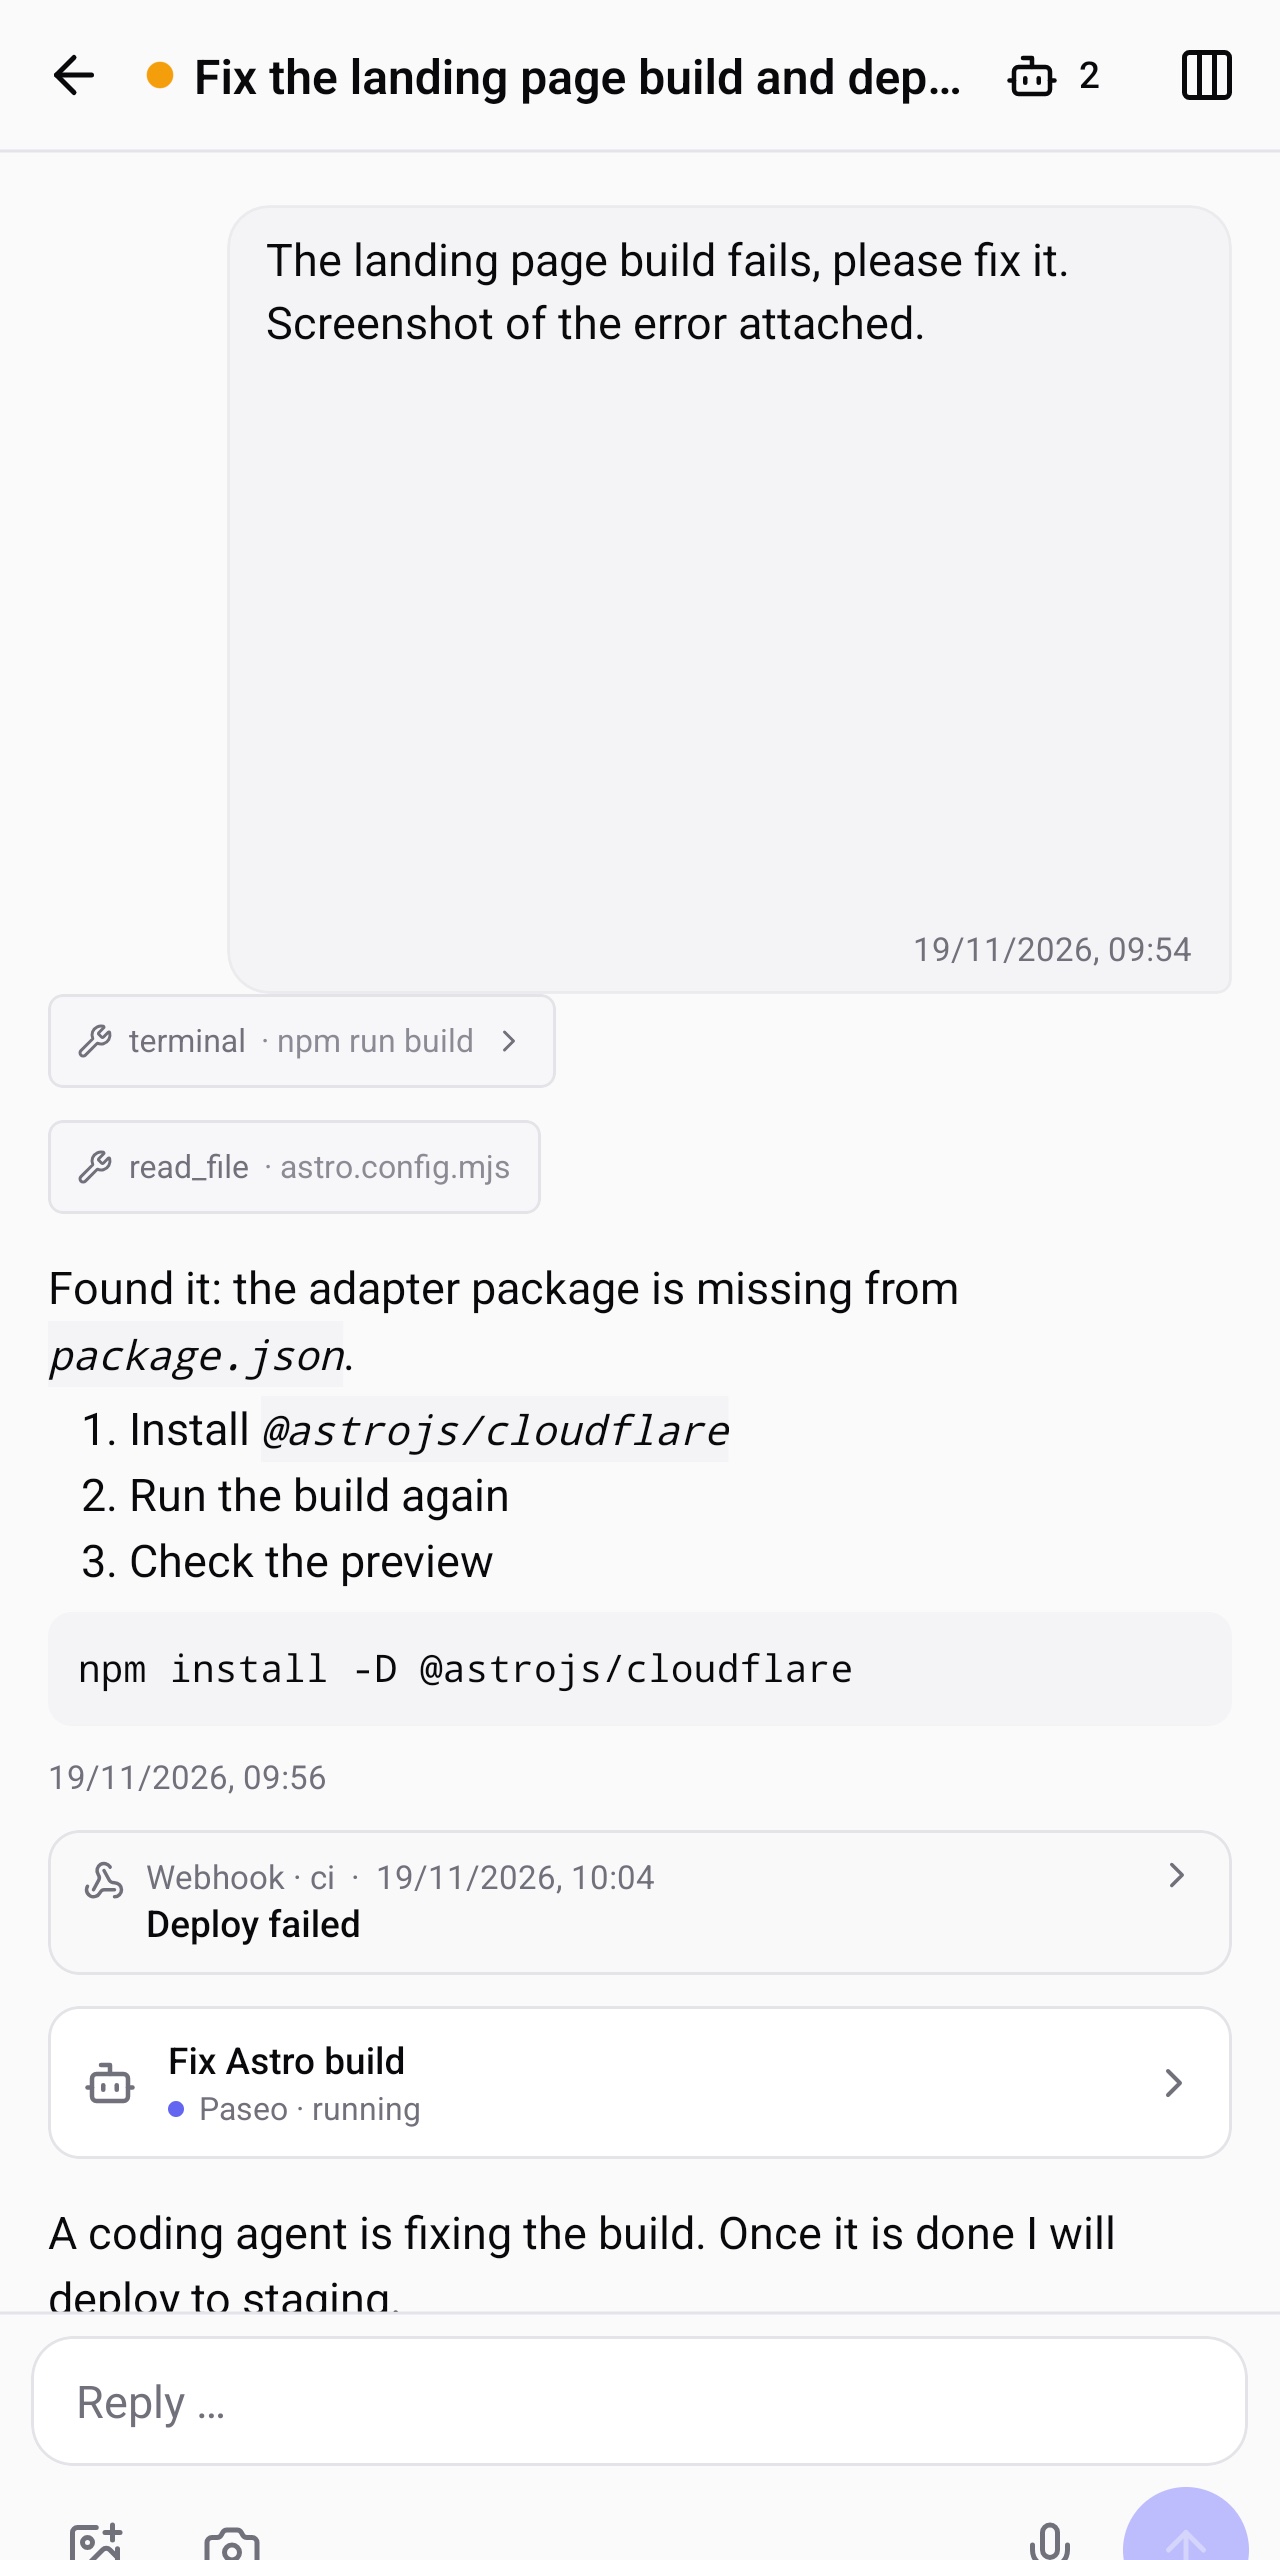 Fix the landing page build and dep... 2
The landing page build fails, please fix it.
Screenshot of the error attached.
19/11/2026, 09:54
terminal · npm run build
read_file · astro.config.mjs
Found it: the adapter package is missing from
package.json.
1. Install @astrojs/cloudflare
2. Run the build again
3. Check the preview
npm install -D @astrojs/cloudflare
19/11/2026, 09:56
Webhook · ci · 19/11/2026, 10:04
Deploy failed
Fix Astro build
Paseo · running
A coding agent is fixing the build. Once it is done I will
deploy to staging.
Reply ...